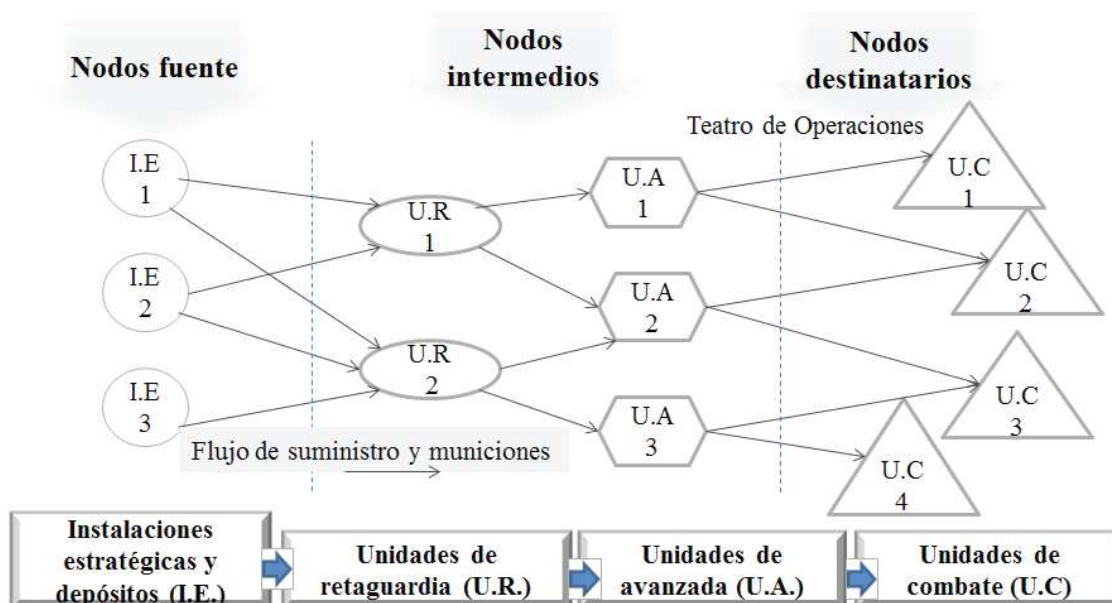 Nodos fuente
Nodos
intermedios
Nodos
destinatarios
Teatro de Operaciones
I.E
1
I.E
2
I.E
3
U.R
1
U.R
2
U.A
1
U.A
2
U.A
3
U.C
1
U.C
2
U.C
3
U.C
4
Flujo de suministro y municiones
Instalaciones
estratégicas y
depósitos (I.E.)
Unidades de
retaguardia (U.R.)
Unidades de
avanzada (U.A.)
Unidades de
combate (U.C)